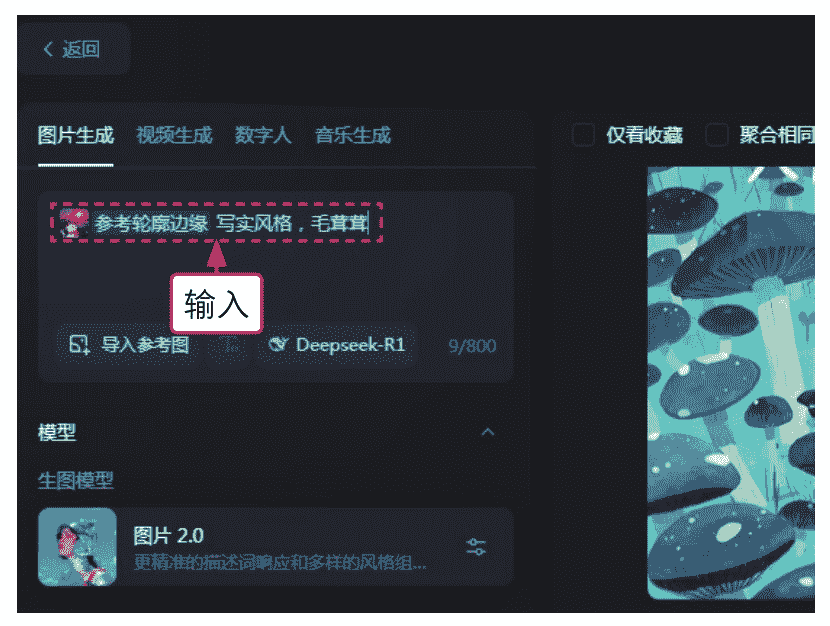 返回
图片生成 视频生成 数字人 音乐生成
仅看收藏 聚合相同
参考轮廓边缘 写实风格，毛茸茸
输入
导入参考图 Deepseek-R1 9/800
模型
生图模型
图片 2.0
更精准的描述词响应和多样的风格组...